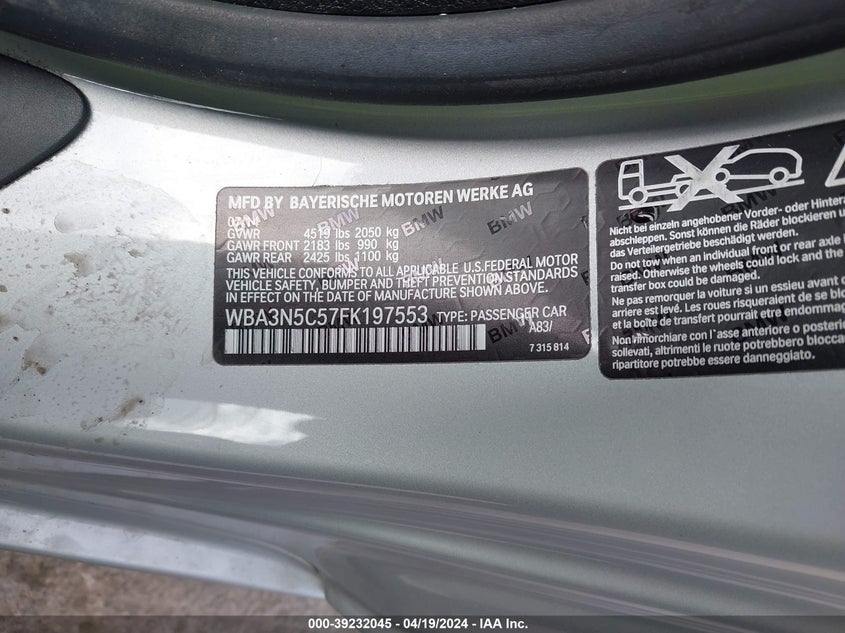 MFD BY BAYERISCHE MOTOREN WERKE AG
GVWR 4519 lbs 2050 kg
GAWR FRONT 2183 lbs 990 kg
GAWR REAR 2425 lbs 1100 kg
THIS VEHICLE CONFORMS TO ALL APPLICABLE U.S.FEDERAL MOTOR
VEHICLE SAFETY, BUMPER AND THEFT PREVENTION STANDARDS
IN EFFECT ON THE DATE OF MANUFACTURE SHOWN ABOVE.
WBA3N5C57FK197553 TYPE: PASSENGER CAR
A83/
7 315 814
Nicht bei einzeln angehobener Vorder- oder Hintera
abschleppen. Sonst können die Räder blockieren u
das Verteilergetriebe beschädigt werden.
Do not tow when an individual front or rear axle
raised. Otherwise the wheels could lock and the
transfer box could be damaged.
Ne pas remorquer la voiture si un essieu avant
est soulevé. Les roues risqueraient de se bloq
et la boîte de transfert pourrait être
Non rimorchiare con l`asse anteriore o posterio
sollevati, altrimenti le ruote potrebbero blocca
ripartitore potrebbe essere danneggiato.
BMW
000-39232045 - 04/19/2024 - IAA Inc.